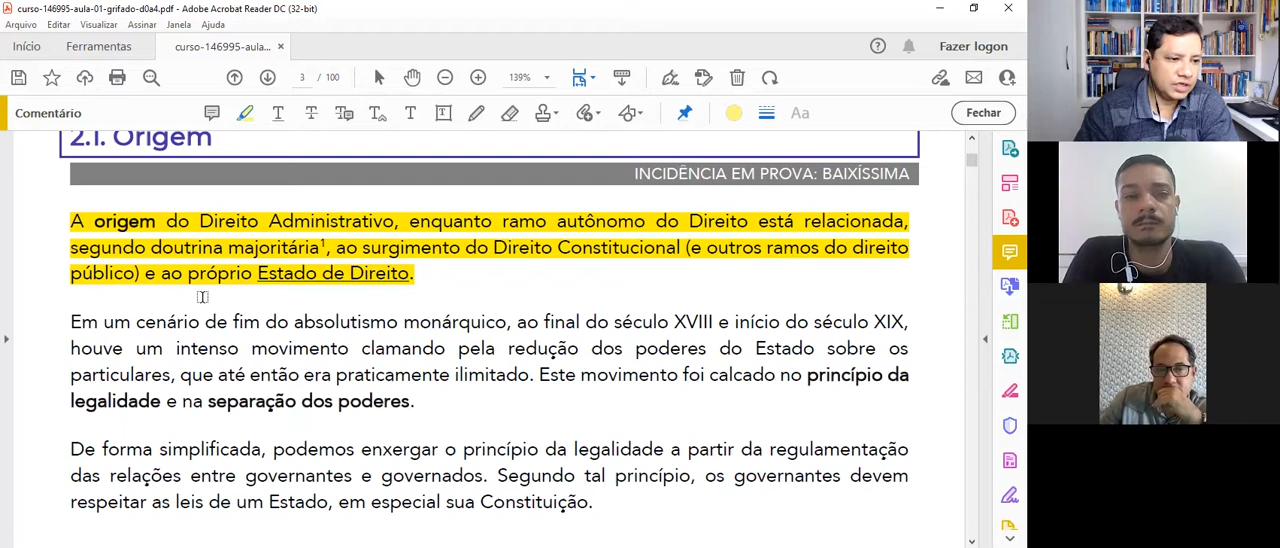 curso-146995-aula-01-grifado-d0a4.pdf - Adobe Acrobat Reader DC (32-bit)
Arquivo Editar Visualizar Assinar Janela Ajuda
Início Ferramentas curso-146995-aula... × Fazer logon
3 / 100 139%
Comentário Aa Fechar
2.1. Origem
INCIDÊNCIA EM PROVA: BAIXÍSSIMA
A origem do Direito Administrativo, enquanto ramo autônomo do Direito está relacionada,
segundo doutrina majoritária¹, ao surgimento do Direito Constitucional (e outros ramos do direito
público) e ao próprio Estado de Direito.
Em um cenário de fim do absolutismo monárquico, ao final do século XVIII e início do século XIX,
houve um intenso movimento clamando pela redução dos poderes do Estado sobre os
particulares, que até então era praticamente ilimitado. Este movimento foi calcado no princípio da
legalidade e na separação dos poderes.
De forma simplificada, podemos enxergar o princípio da legalidade a partir da regulamentação
das relações entre governantes e governados. Segundo tal princípio, os governantes devem
respeitar as leis de um Estado, em especial sua Constituição.